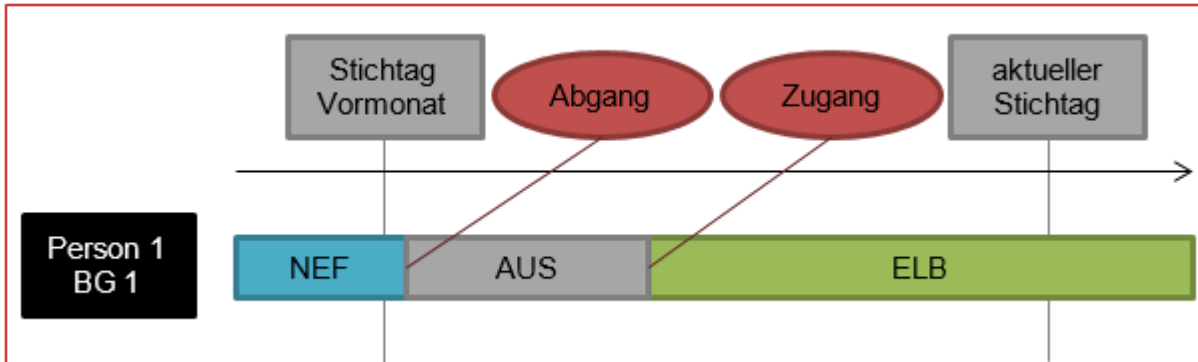 Stichtag
Vormonat
Abgang
Zugang
aktueller
Stichtag
Person 1
BG 1
NEF
AUS
ELB